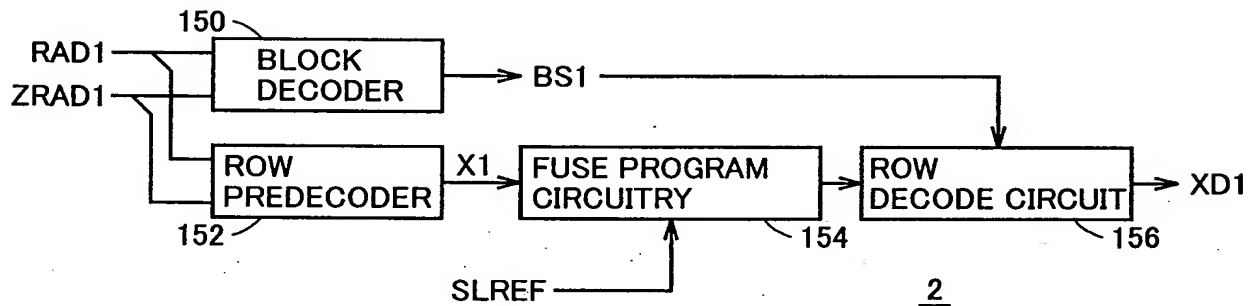 150
RAD1
BLOCK
DECODER
BS1
ZRAD1
ROW
PREDECODER
X1
FUSE PROGRAM
CIRCUITRY
ROW
DECODE CIRCUIT
XD1
152
154
156
SLREF
2